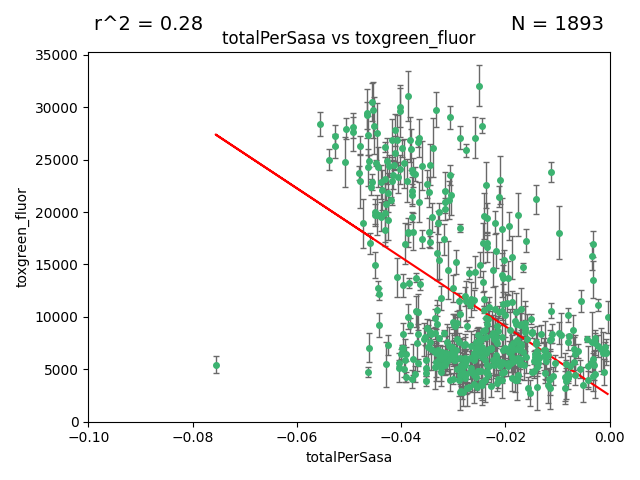 r^2 = 0.28
N = 1893
totalPerSasa vs toxgreen_fluor
35000
30000
25000
20000
15000
10000
5000
0
toxgreen_fluor
−0.10
−0.08
−0.06
−0.04
−0.02
0.00
totalPerSasa